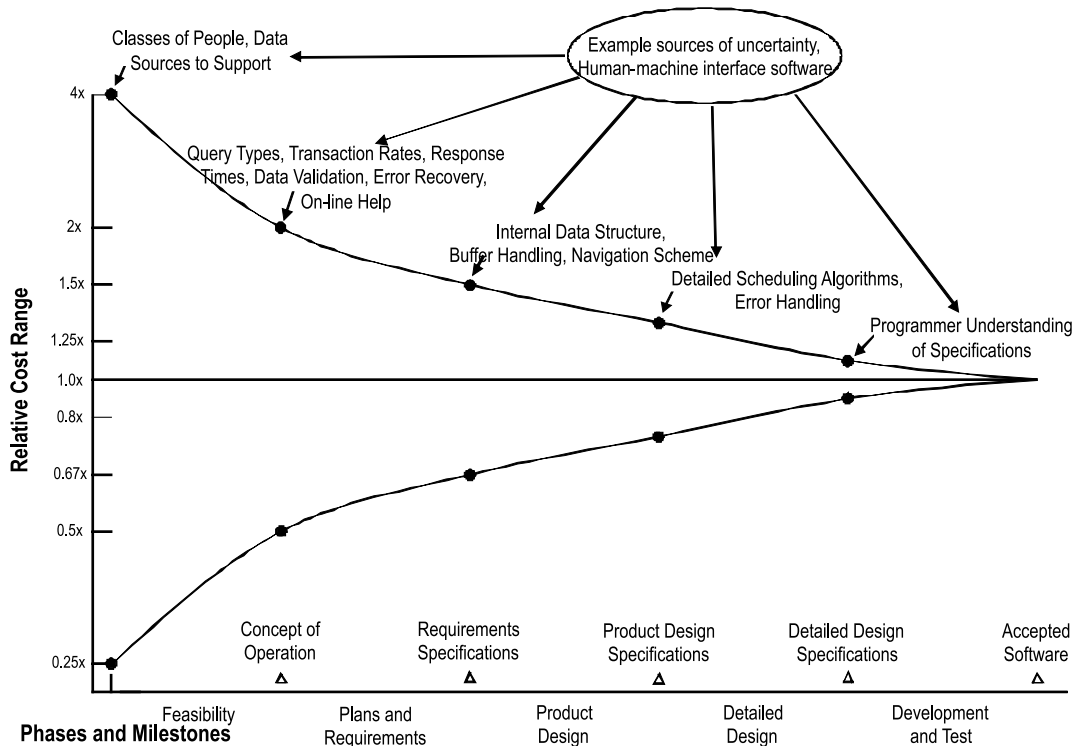 Classes of People, Data
Sources to Support
Example sources of uncertainty,
Human-machine interface software
4x
Query Types, Transaction Rates, Response
Times, Data Validation, Error Recovery,
On-line Help
2x
Internal Data Structure,
Buffer Handling, Navigation Scheme
1.5x
Detailed Scheduling Algorithms,
Error Handling
1.25x
Programmer Understanding
of Specifications
Relative Cost Range
1.0x
0.8x
0.67x
0.5x
0.25x
Concept of
Operation
Requirements
Specifications
Product Design
Specifications
Detailed Design
Specifications
Accepted
Software
Phases and Milestones
Feasibility
Plans and
Requirements
Product
Design
Detailed
Design
Development
and Test